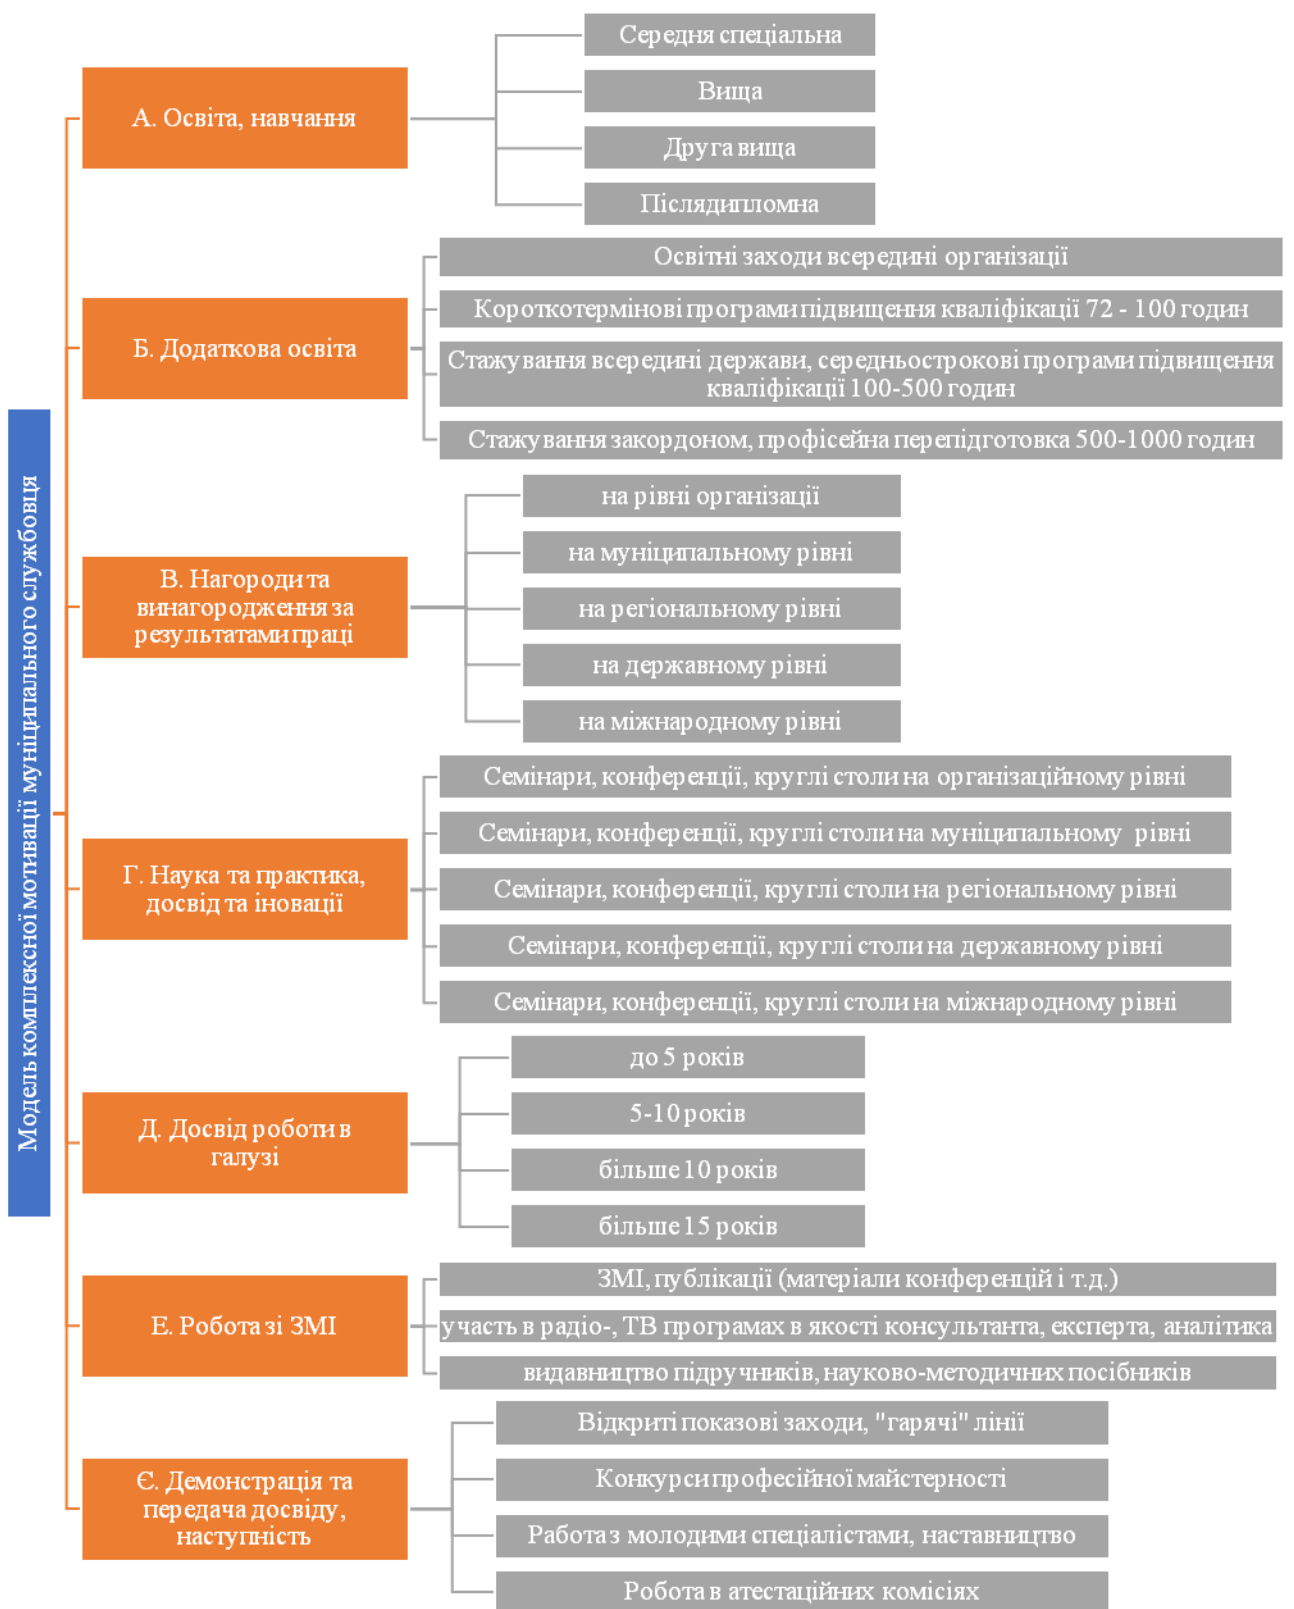 Модель комплексної мотивації муніципального службовця
А. Освіта, навчання
Середня спеціальна
Вища
Друга вища
Післядипломна
Б. Додаткова освіта
Освітні заходи всередині організації
Короткотермінові програми підвищення кваліфікації 72 - 100 годин
Стажування всередині держави, середньострокові програми підвищення
кваліфікації 100-500 годин
Стажування закордоном, профісейна перепідготовка 500-1000 годин
В. Нагороди та
винагородження за
результатами праці
на рівні організації
на муніципальному рівні
на регіональному рівні
на державному рівні
на міжнародному рівні
Г. Наука та практика,
досвід та іновації
Семінари, конференції, круглі столи на організаційному рівні
Семінари, конференції, круглі столи на муніципальному рівні
Семінари, конференції, круглі столи на регіональному рівні
Семінари, конференції, круглі столи на державному рівні
Семінари, конференції, круглі столи на міжнародному рівні
Д. Досвід роботи в
галузі
до 5 років
5-10 років
більше 10 років
більше 15 років
Е. Робота зі ЗМІ
ЗМІ, публікації (матеріали конференцій і т.д.)
участь в радіо-, ТВ програмах в якості консультанта, експерта, аналітика
видавництво підручників, науково-методичних посібників
Є. Демонстрація та
передача досвіду,
наступність
Відкриті показові заходи, "гарячі" лінії
Конкурси професійної майстерності
Работа з молодими спеціалістами, наставництво
Робота в атестаційних комісіях